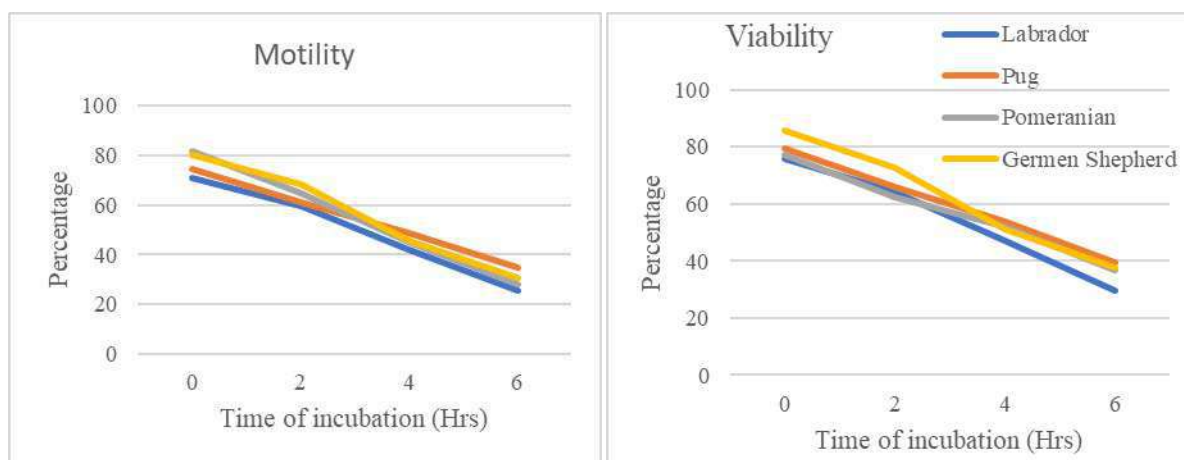 Motility
100
80
60
40
20
0
Percentage
0 2 4 6
Time of incubation (Hrs)
Viability
Labrador
Pug
Pomeranian
Germen Shepherd
100
80
60
40
20
0
Percentage
0 2 4 6
Time of incubation (Hrs)